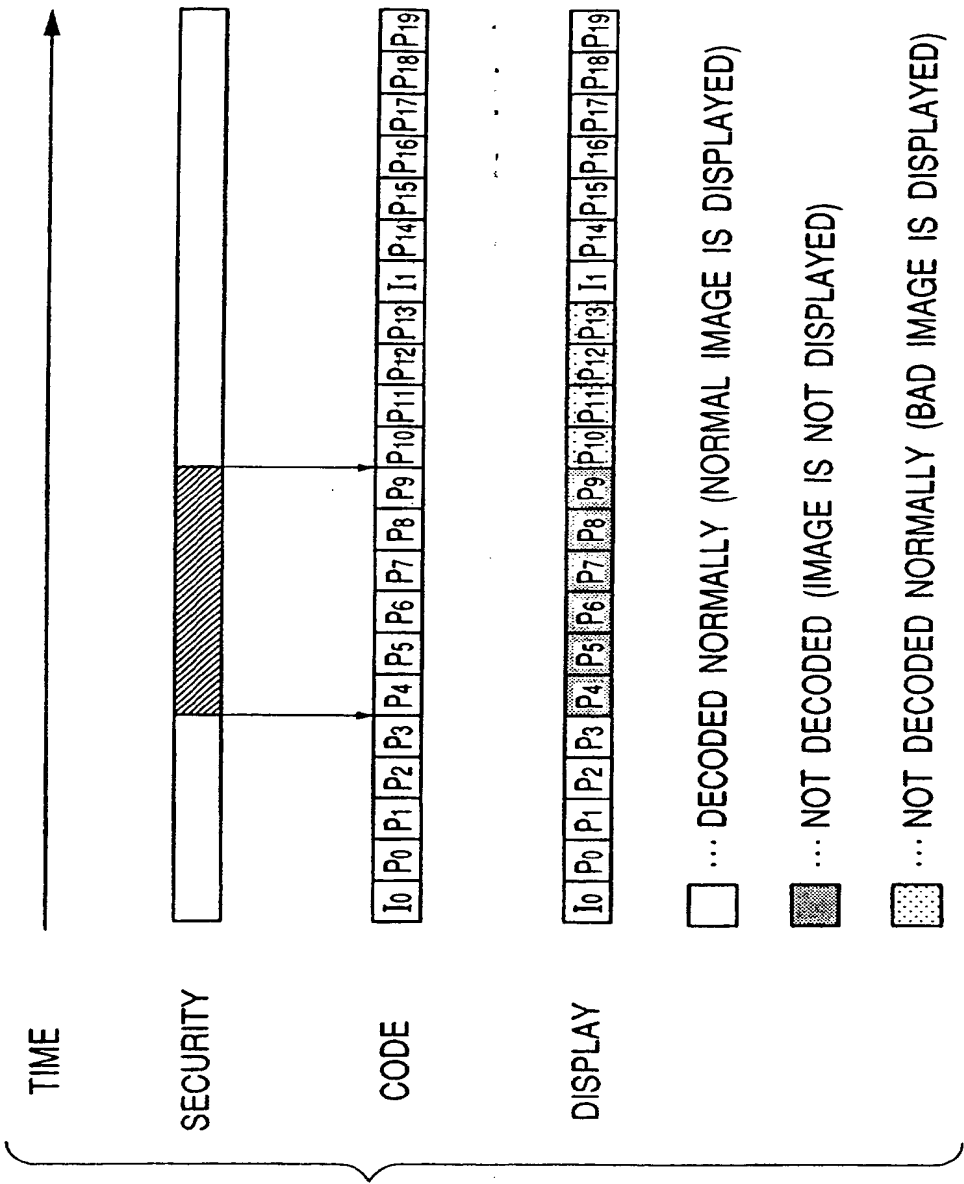 TIME
SECURITY
CODE
I0 P0 P1 P2 P3 P4 P5 P6 P7 P8 P9 P10 P11 P12 P13 I1 P14 P15 P16 P17 P18 P19
DISPLAY
I0 P0 P1 P2 P3 P4 P5 P6 P7 P8 P9 P10 P11 P12 P13 I1 P14 P15 P16 P17 P18 P19
... DECODED NORMALLY (NORMAL IMAGE IS DISPLAYED)
... NOT DECODED (IMAGE IS NOT DISPLAYED)
... NOT DECODED NORMALLY (BAD IMAGE IS DISPLAYED)